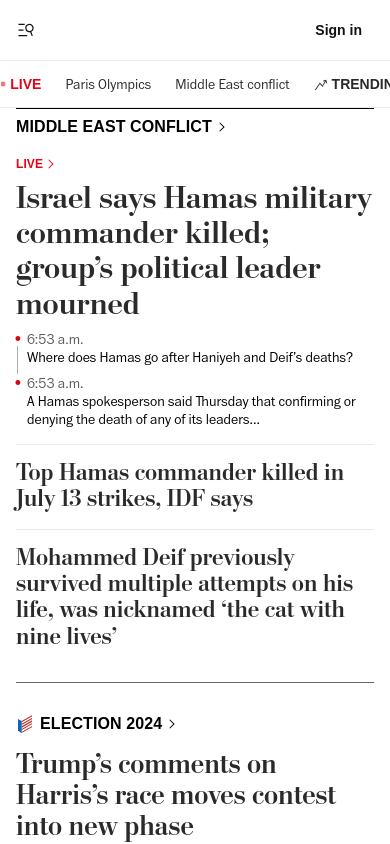 Sign in
LIVE
Paris Olympics
Middle East conflict
MIDDLE EAST CONFLICT
LIVE
Israel says Hamas military
commander killed;
group’s political leader
mourned
6:53 a.m.
Where does Hamas go after Haniyeh and Deif’s deaths?
6:53 a.m.
A Hamas spokesperson said Thursday that confirming or
denying the death of any of its leaders...
Top Hamas commander killed in
July 13 strikes, IDF says
Mohammed Deif previously
survived multiple attempts on his
life, was nicknamed ‘the cat with
nine lives’
ELECTION 2024
Trump’s comments on
Harris’s race moves contest
into new phase